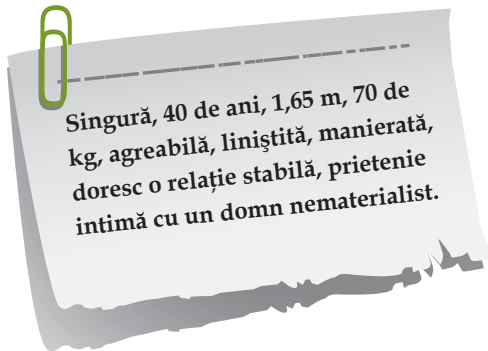 Singură, 40 de ani, 1,65 m, 70 de
kg, agreabilă, liniştită, manierată,
doresc o relaţie stabilă, prietenie
intimă cu un domn nematerialist.